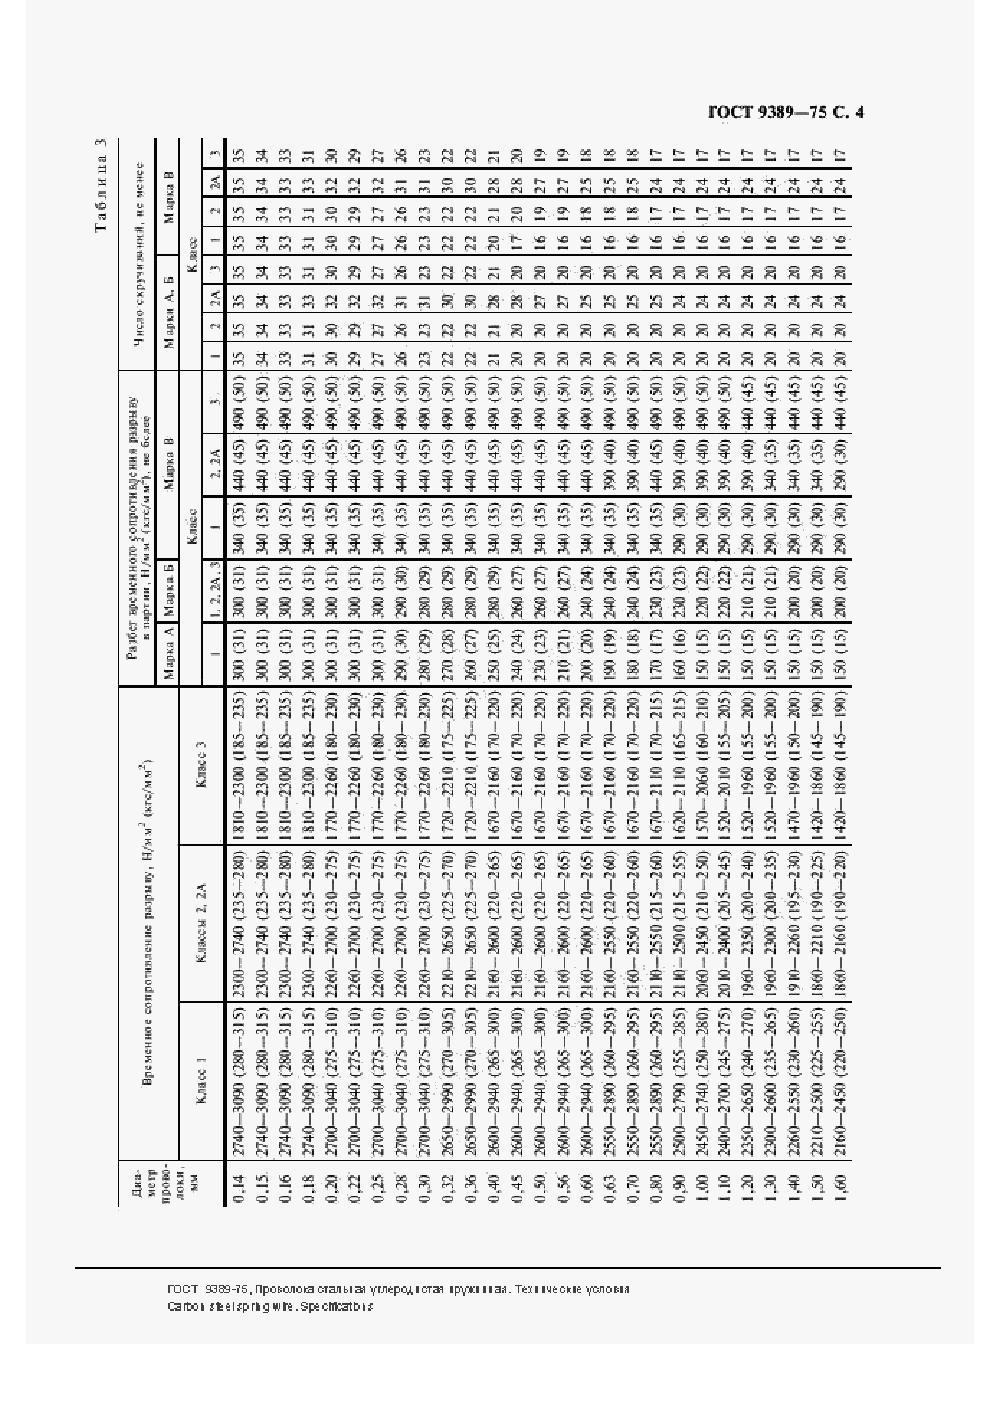 ГОСТ 9389—75 С. 4
Таблица 3
Диаметр проволоки, мм
Временное сопротивление разрыву, Н/мм² (кгс/мм²)
Разбег временного сопротивления разрыву в партии, Н/мм² (кгс/мм²), не более
Число скручиваний, не менее
Марка А Марка Б Марка В Марки А, Б Марка В
Класс Класс
Класс 1 Классы 2, 2А Класс 3 1 1, 2, 2А, 3 1 2, 2А 3 1 2 2А 3 1 2 2А 3
0,14 2740—3090 (280—315) 2300—2740 (235—280) 1810—2300 (185—235) 300 (31) 300 (31) 340 (35) 440 (45) 490 (50) 35 35 35 35 35 35 35 35
0,15 2740—3090 (280—315) 2300—2740 (235—280) 1810—2300 (185—235) 300 (31) 300 (31) 340 (35) 440 (45) 490 (50) 34 34 34 34 34 34 34 34
0,16 2740—3090 (280—315) 2300—2740 (235—280) 1810—2300 (185—235) 300 (31) 300 (31) 340 (35) 440 (45) 490 (50) 33 33 33 33 33 33 33 33
0,18 2740—3090 (280—315) 2300—2740 (235—280) 1810—2300 (185—235) 300 (31) 300 (31) 340 (35) 440 (45) 490 (50) 31 31 33 31 31 31 33 31
0,20 2700—3040 (275—310) 2260—2700 (230—275) 1770—2260 (180—230) 300 (31) 300 (31) 340 (35) 440 (45) 490 (50) 30 30 32 30 30 30 32 30
0,22 2700—3040 (275—310) 2260—2700 (230—275) 1770—2260 (180—230) 300 (31) 300 (31) 340 (35) 440 (45) 490 (50) 29 29 32 29 29 29 32 29
0,25 2700—3040 (275—310) 2260—2700 (230—275) 1770—2260 (180—230) 300 (31) 300 (31) 340 (35) 440 (45) 490 (50) 27 27 32 27 27 27 32 27
0,28 2700—3040 (275—310) 2260—2700 (230—275) 1770—2260 (180—230) 290 (30) 290 (30) 340 (35) 440 (45) 490 (50) 26 26 31 26 26 26 31 26
0,30 2700—3040 (275—310) 2260—2700 (230—275) 1770—2260 (180—230) 280 (29) 280 (29) 340 (35) 440 (45) 490 (50) 23 23 31 23 23 23 31 23
0,32 2650—2990 (270—305) 2210—2650 (225—270) 1720—2210 (175—225) 270 (28) 280 (29) 340 (35) 440 (45) 490 (50) 22 22 30 22 22 22 30 22
0,36 2650—2990 (270—305) 2210—2650 (225—270) 1720—2210 (175—225) 260 (27) 280 (29) 340 (35) 440 (45) 490 (50) 22 22 30 22 22 22 30 22
0,40 2600—2940 (265—300) 2160—2600 (220—265) 1670—2160 (170—220) 250 (25) 280 (29) 340 (35) 440 (45) 490 (50) 21 21 28 21 20 21 28 21
0,45 2600—2940 (265—300) 2160—2600 (220—265) 1670—2160 (170—220) 240 (24) 260 (27) 340 (35) 440 (45) 490 (50) 20 20 28 20 17 20 28 20
0,50 2600—2940 (265—300) 2160—2600 (220—265) 1670—2160 (170—220) 230 (23) 260 (27) 340 (35) 440 (45) 490 (50) 20 20 27 20 16 19 27 19
0,56 2600—2940 (265—300) 2160—2600 (220—265) 1670—2160 (170—220) 210 (21) 260 (27) 340 (35) 440 (45) 490 (50) 20 20 27 20 16 19 27 19
0,60 2600—2940 (265—300) 2160—2600 (220—265) 1670—2160 (170—220) 200 (20) 240 (24) 340 (35) 440 (45) 490 (50) 20 20 25 20 16 18 25 18
0,63 2550—2890 (260—295) 2160—2550 (220—260) 1670—2160 (170—220) 190 (19) 240 (24) 340 (35) 390 (40) 490 (50) 20 20 25 20 16 18 25 18
0,70 2550—2890 (260—295) 2160—2550 (220—260) 1670—2160 (170—220) 180 (18) 240 (24) 340 (35) 390 (40) 490 (50) 20 20 25 20 16 18 25 18
0,80 2550—2890 (260—295) 2110—2550 (215—260) 1670—2110 (170—215) 170 (17) 230 (23) 340 (35) 440 (45) 490 (50) 20 20 25 20 16 17 24 17
0,90 2500—2790 (255—285) 2110—2500 (215—255) 1620—2110 (165—215) 160 (16) 230 (23) 290 (30) 390 (40) 490 (50) 20 20 24 20 16 17 24 17
1,00 2450—2740 (250—280) 2060—2450 (210—250) 1570—2060 (160—210) 150 (15) 220 (22) 290 (30) 390 (40) 490 (50) 20 20 24 20 16 17 24 17
1,10 2400—2700 (245—275) 2010—2400 (205—245) 1520—2010 (155—205) 150 (15) 220 (22) 290 (30) 390 (40) 490 (50) 20 20 24 20 16 17 24 17
1,20 2350—2650 (240—270) 1960—2350 (200—240) 1520—1960 (155—200) 150 (15) 210 (21) 290 (30) 390 (40) 440 (45) 20 20 24 20 16 17 24 17
1,30 2300—2600 (235—265) 1960—2300 (200—235) 1520—1960 (155—200) 150 (15) 210 (21) 290 (30) 340 (35) 440 (45) 20 20 24 20 16 17 24 17
1,40 2260—2550 (230—260) 1910—2260 (195—230) 1470—1960 (150—200) 150 (15) 200 (20) 290 (30) 340 (35) 440 (45) 20 20 24 20 16 17 24 17
1,50 2210—2500 (225—255) 1860—2210 (190—225) 1420—1860 (145—190) 150 (15) 200 (20) 290 (30) 340 (35) 440 (45) 20 20 24 20 16 17 24 17
1,60 2160—2450 (220—250) 1860—2160 (190—220) 1420—1860 (145—190) 150 (15) 200 (20) 290 (30) 290 (30) 440 (45) 20 20 24 20 16 17 24 17
ГОСТ 9389-75, Проволока стальная углеродистая пружинная. Технические условия
Carbon steel spring wire. Specifications